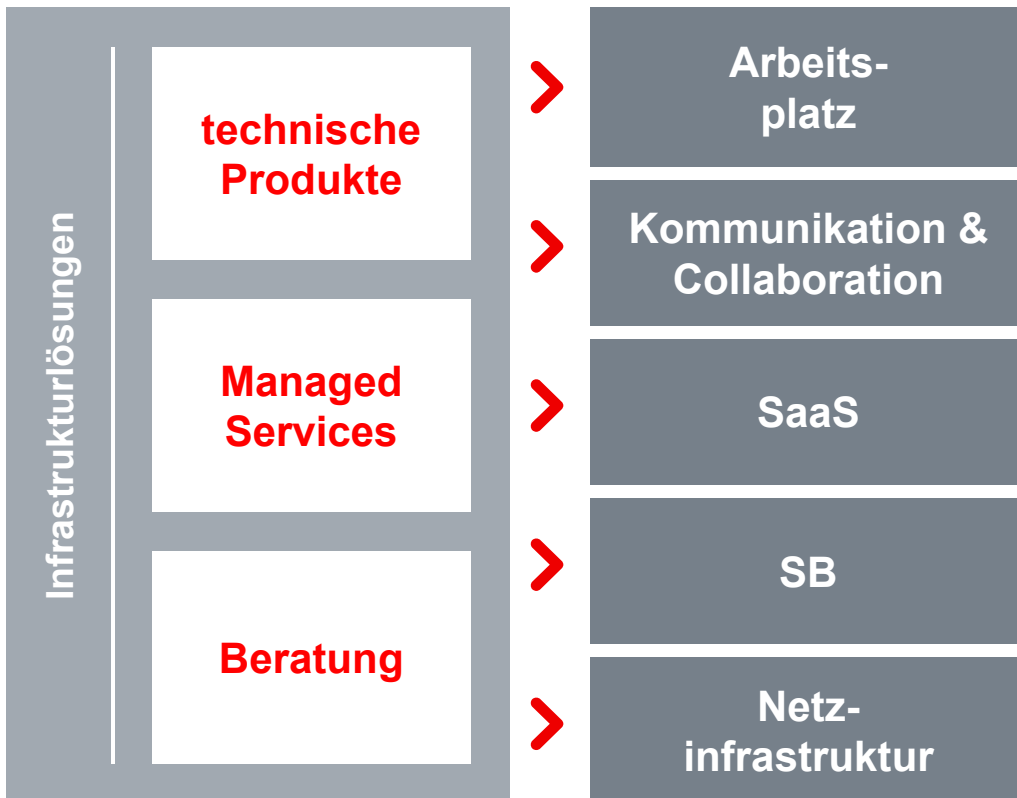 Infrastrukturlösungen
technische
Produkte
Managed
Services
Beratung
Arbeits-
platz
Kommunikation &
Collaboration
SaaS
SB
Netz-
infrastruktur